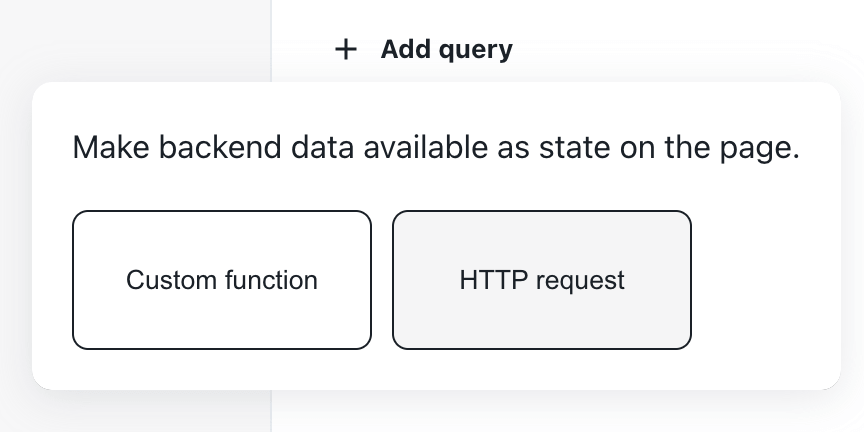 Add query
Make backend data available as state on the page.
Custom function
HTTP request